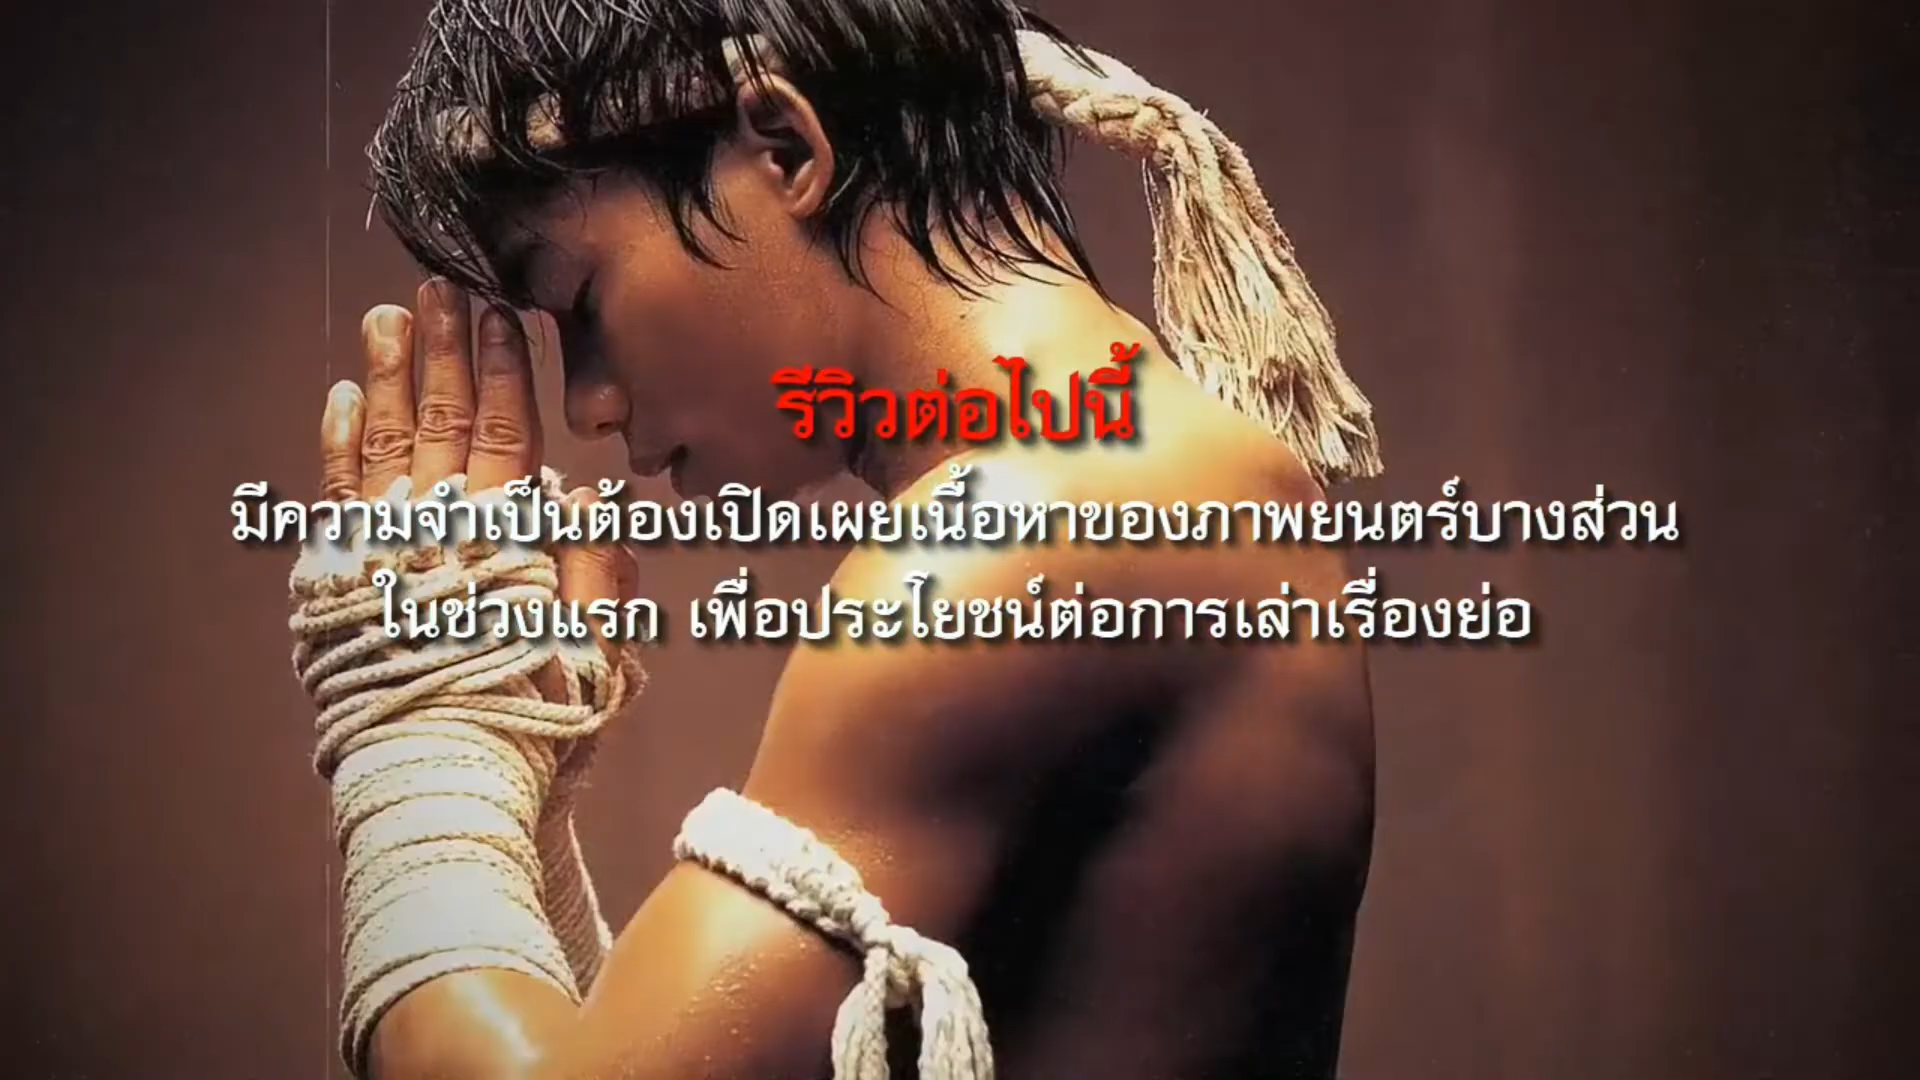 รีวิวต่อไปนี้
มีความจำเป็นต้องเปิดเผยเนื้อหาของภาพยนตร์บางส่วน
ในช่วงแรก เพื่อประโยชน์ต่อการเล่าเรื่องย่อ